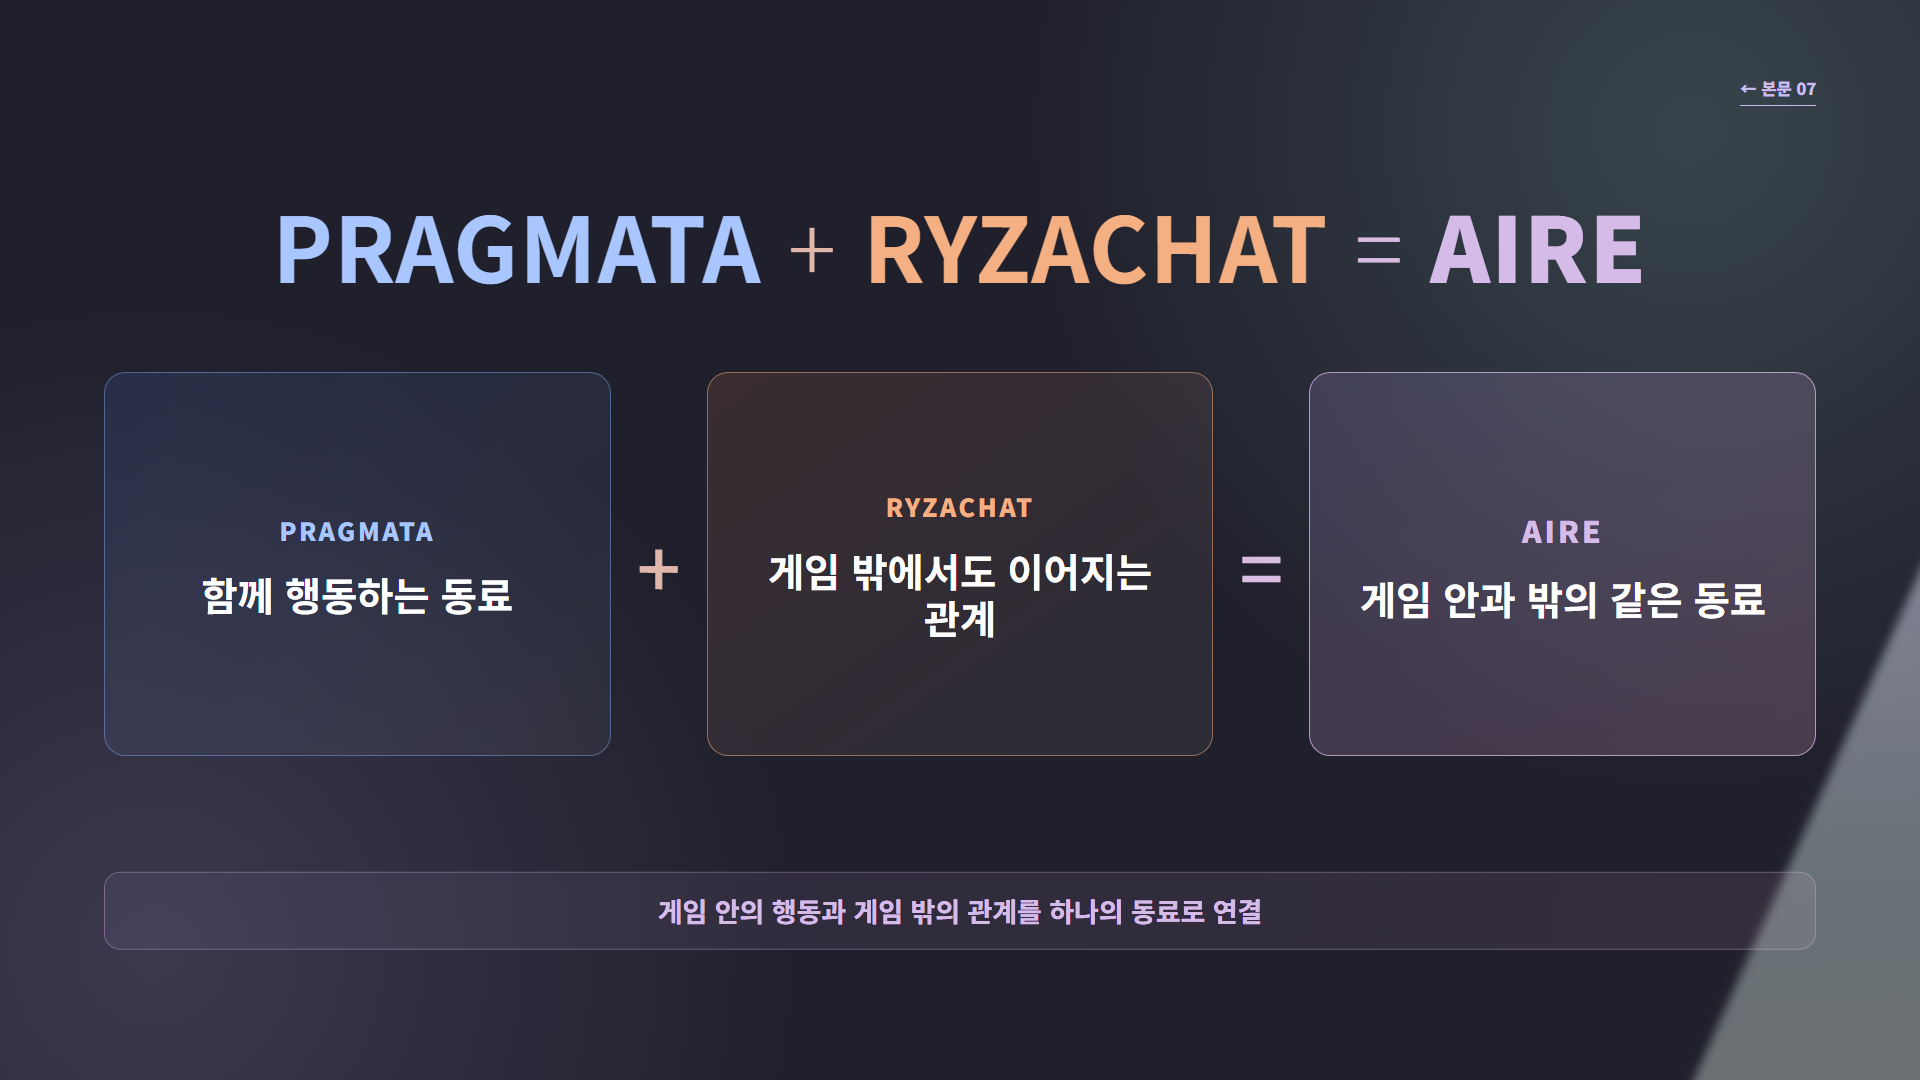 ← 본문 07
PRAGMATA + RYZACHAT = AIRE
PRAGMATA
함께 행동하는 동료
+
RYZACHAT
게임 밖에서도 이어지는
관계
=
AIRE
게임 안과 밖의 같은 동료
게임 안의 행동과 게임 밖의 관계를 하나의 동료로 연결